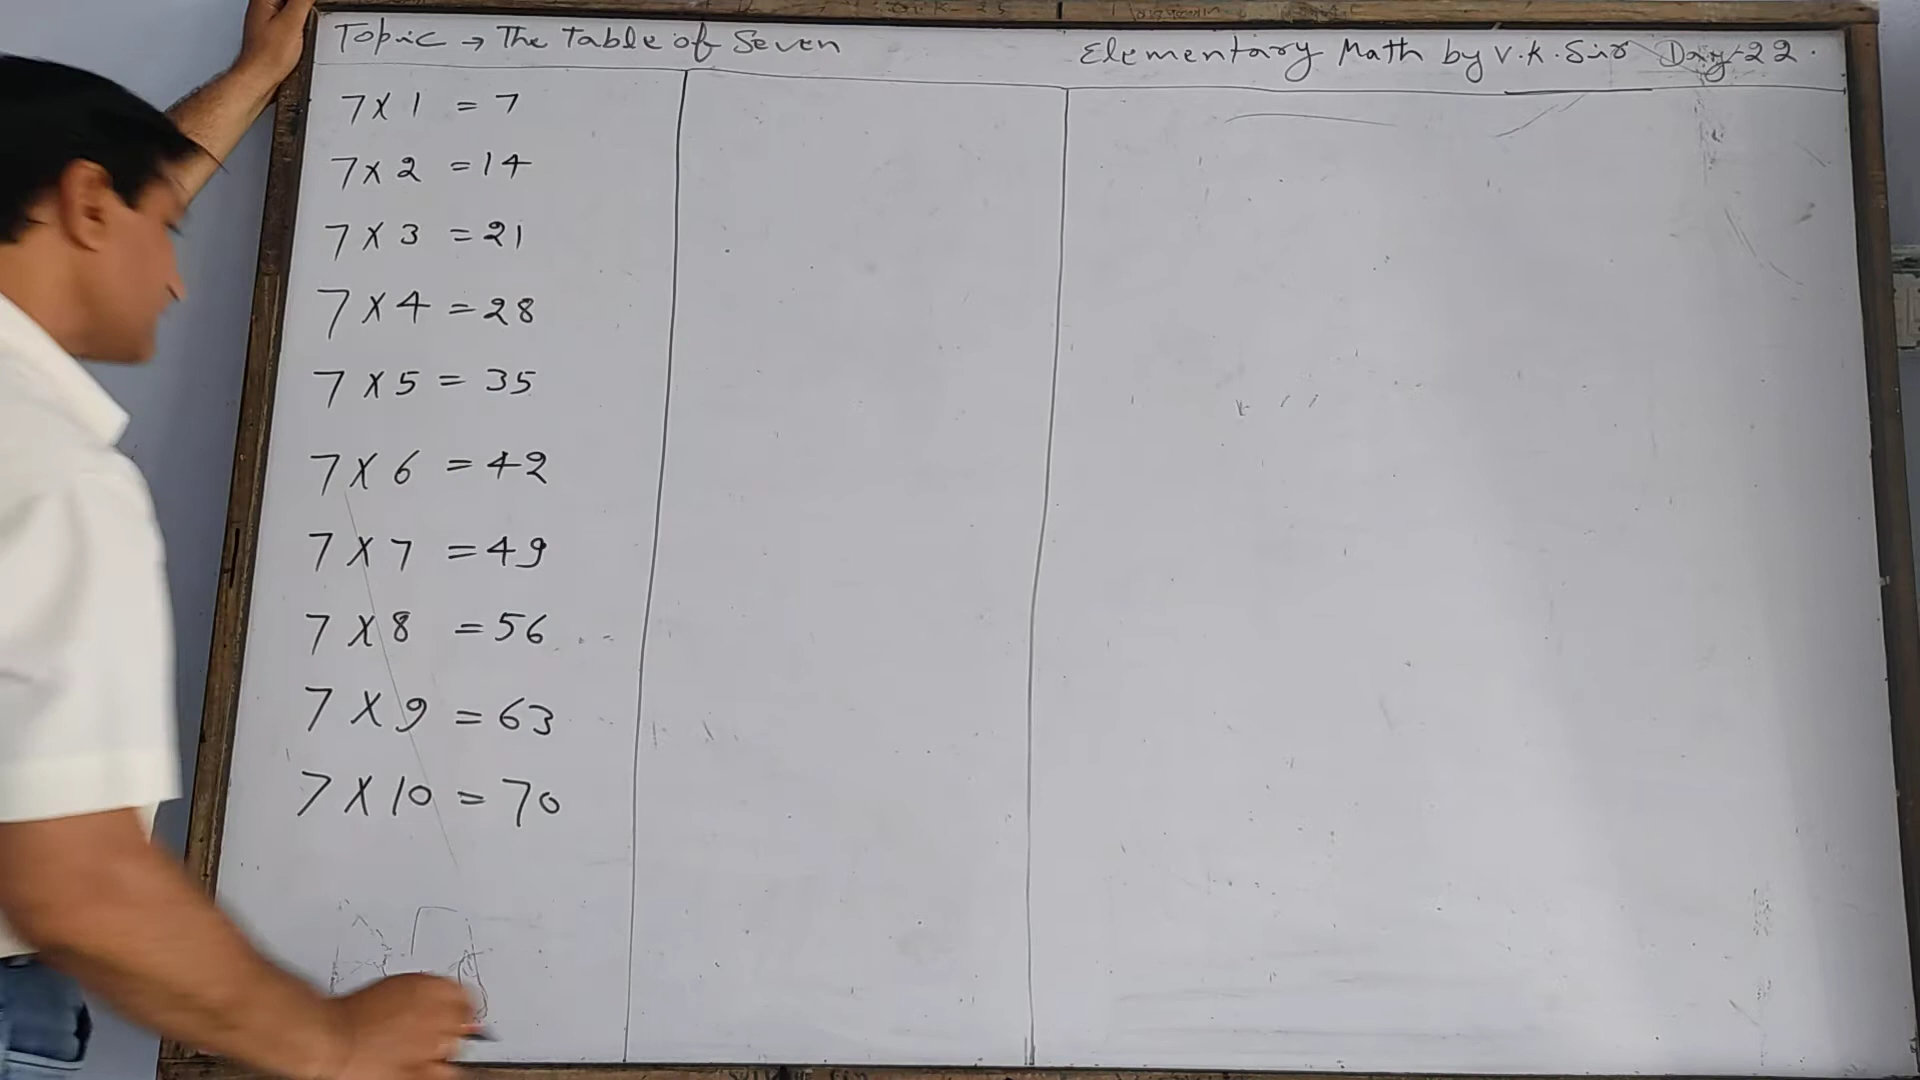 Topic → The Table of Seven
Elementary Math by V.K. Sir Day-22.
7 X 1 = 7
7 X 2 = 14
7 X 3 = 21
7 X 4 = 28
7 X 5 = 35
7 X 6 = 42
7 X 7 = 49
7 X 8 = 56
7 X 9 = 63
7 X 10 = 70